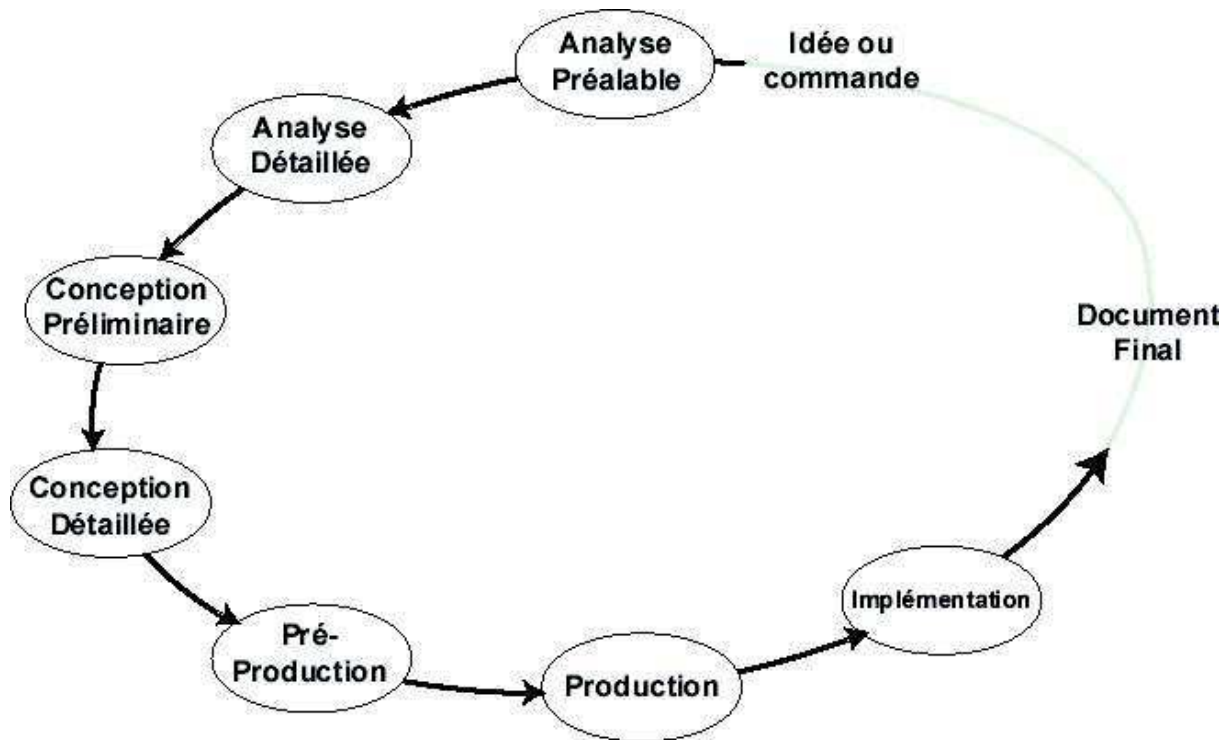 Idée ou
commande
Analyse
Préalable
Analyse
Détaillée
Conception
Préliminaire
Conception
Détaillée
Pré-
Production
Production
Implémentation
Document
Final